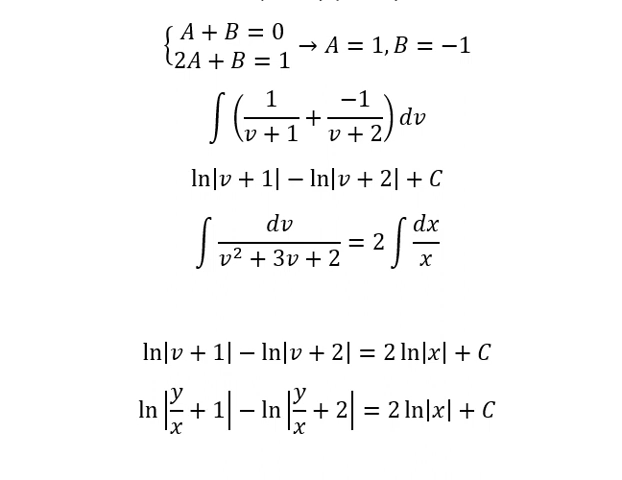 {A + B = 0
2A + B = 1 → A = 1, B = −1
∫ (1/(v + 1) + −1/(v + 2)) dv
ln|v + 1| − ln|v + 2| + C
∫ dv/(v² + 3v + 2) = 2 ∫ dx/x
ln|v + 1| − ln|v + 2| = 2 ln|x| + C
ln |y/x + 1| − ln |y/x + 2| = 2 ln|x| + C